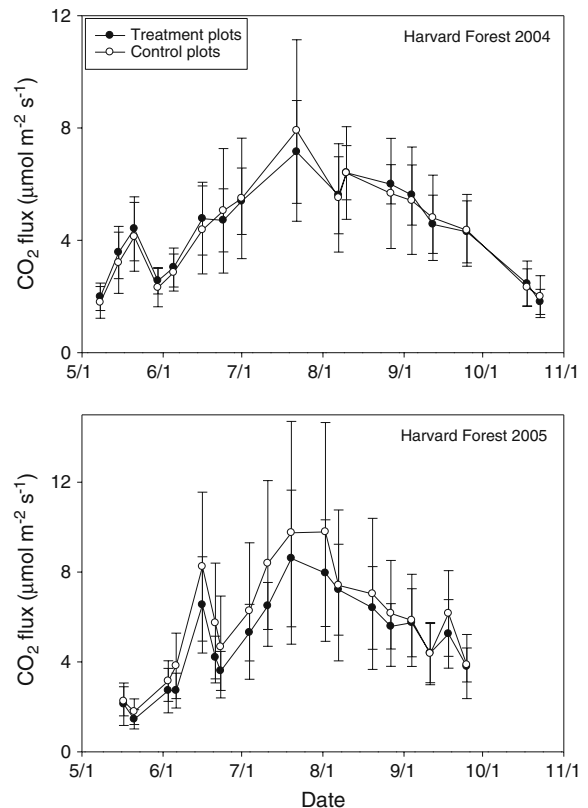 12
Treatment plots
Control plots
Harvard Forest 2004
8
4
0
CO₂ flux (μmol m⁻² s⁻¹)
5/1 6/1 7/1 8/1 9/1 10/1 11/1
Harvard Forest 2005
12
8
4
0
CO₂ flux (μmol m⁻² s⁻¹)
5/1 6/1 7/1 8/1 9/1 10/1 11/1
Date